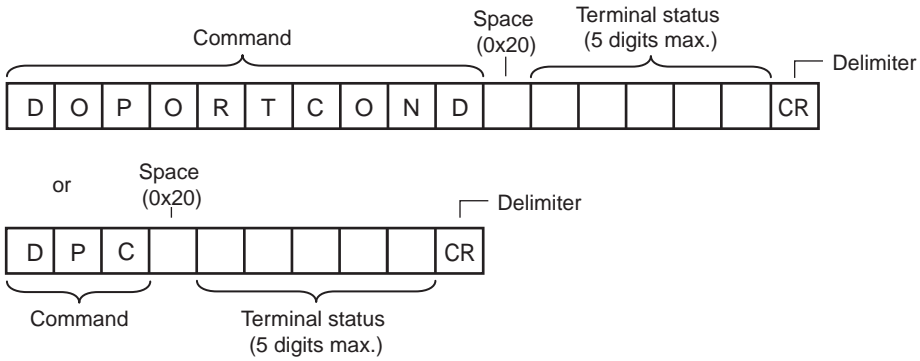 Command
Space
(0x20)
Terminal status
(5 digits max.)
Delimiter
D O P O R T C O N D CR
or
Space
(0x20)
Delimiter
D P C CR
Command
Terminal status
(5 digits max.)